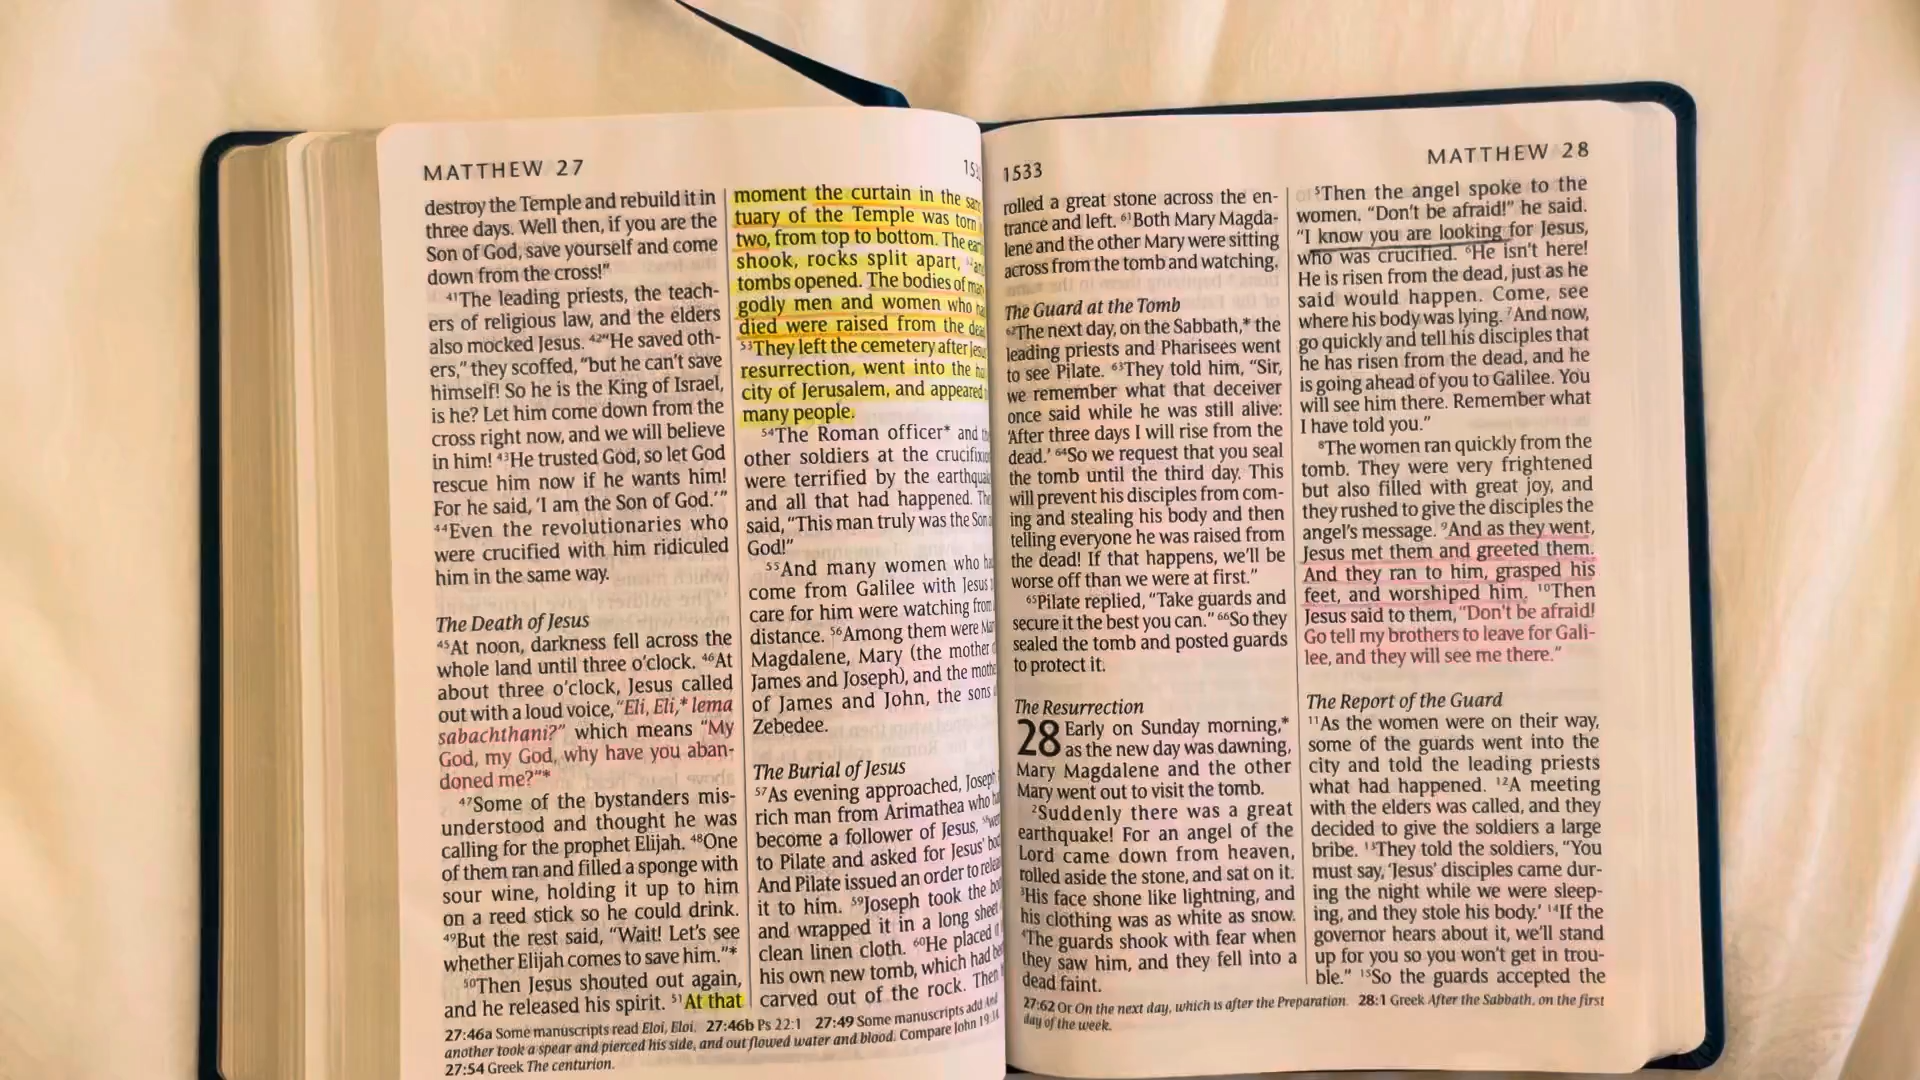 MATTHEW 27
destroy the Temple and rebuild it in
three days. Well then, if you are the
Son of God, save yourself and come
down from the cross!”
41The leading priests, the teach-
ers of religious law, and the elders
also mocked Jesus. 42“He saved oth-
ers,” they scoffed, “but he can’t save
himself! So he is the King of Israel,
is he? Let him come down from the
cross right now, and we will believe
in him! 43He trusted God, so let God
rescue him now if he wants him!
For he said, ‘I am the Son of God.’”
44Even the revolutionaries who
were crucified with him ridiculed
him in the same way.
The Death of Jesus
45At noon, darkness fell across the
whole land until three o’clock. 46At
about three o’clock, Jesus called
out with a loud voice, “Eli, Eli,* lema
sabachthani?” which means “My
God, my God, why have you aban-
doned me?”*
47Some of the bystanders mis-
understood and thought he was
calling for the prophet Elijah. 48One
of them ran and filled a sponge with
sour wine, holding it up to him
on a reed stick so he could drink.
49But the rest said, “Wait! Let’s see
whether Elijah comes to save him.”*
50Then Jesus shouted out again,
and he released his spirit. 51At that
moment the curtain in the
tuary of the Temple was torn
two, from top to bottom. The
shook, rocks split apart,
tombs opened. The bodies of
godly men and women who
died were raised from the
53They left the cemetery after
resurrection, went into the
city of Jerusalem, and appeared
many people.
54The Roman officer* and
other soldiers at the
were terrified by the
and all that had happened.
said, “This man truly was the Son
God!”
55And many women who
come from Galilee with Jesus
care for him were watching from
distance. 56Among them were
Magdalene, Mary (the mother
James and Joseph), and the
of James and John, the sons
Zebedee.
The Burial of Jesus
57As evening approached, Joseph
rich man from Arimathea who
become a follower of Jesus,
to Pilate and asked for Jesus’
And Pilate issued an order to
it to him. 59Joseph took the
and wrapped it in a long sheet
clean linen cloth. 60He placed
his own new tomb, which had
carved out of the rock. Then
27:46a Some manuscripts read Eloi, Eloi. 27:46b Ps 22:1 27:49 Some manuscripts add And
another took a spear and pierced his side, and out flowed water and blood. Compare John
27:54 Greek The centurion.
1533
MATTHEW 28
rolled a great stone across the en-
trance and left. 61Both Mary Magda-
lene and the other Mary were sitting
across from the tomb and watching.
The Guard at the Tomb
62The next day, on the Sabbath,* the
leading priests and Pharisees went
to see Pilate. 63They told him, “Sir,
we remember what that deceiver
once said while he was still alive:
‘After three days I will rise from the
dead.’ 64So we request that you seal
the tomb until the third day. This
will prevent his disciples from com-
ing and stealing his body and then
telling everyone he was raised from
the dead! If that happens, we’ll be
worse off than we were at first.”
65Pilate replied, “Take guards and
secure it the best you can.” 66So they
sealed the tomb and posted guards
to protect it.
The Resurrection
28 Early on Sunday morning,*
as the new day was dawning,
Mary Magdalene and the other
Mary went out to visit the tomb.
2Suddenly there was a great
earthquake! For an angel of the
Lord came down from heaven,
rolled aside the stone, and sat on it.
3His face shone like lightning, and
his clothing was as white as snow.
4The guards shook with fear when
they saw him, and they fell into a
dead faint.
5Then the angel spoke to the
women. “Don’t be afraid!” he said.
“I know you are looking for Jesus,
who was crucified. 6He isn’t here!
He is risen from the dead, just as he
said would happen. Come, see
where his body was lying. 7And now,
go quickly and tell his disciples that
he has risen from the dead, and he
is going ahead of you to Galilee. You
will see him there. Remember what
I have told you.”
8The women ran quickly from the
tomb. They were very frightened
but also filled with great joy, and
they rushed to give the disciples the
angel’s message. 9And as they went,
Jesus met them and greeted them.
And they ran to him, grasped his
feet, and worshiped him. 10Then
Jesus said to them, “Don’t be afraid!
Go tell my brothers to leave for Gali-
lee, and they will see me there.”
The Report of the Guard
11As the women were on their way,
some of the guards went into the
city and told the leading priests
what had happened. 12A meeting
with the elders was called, and they
decided to give the soldiers a large
bribe. 13They told the soldiers, “You
must say, ‘Jesus’ disciples came dur-
ing the night while we were sleep-
ing, and they stole his body.’ 14If the
governor hears about it, we’ll stand
up for you so you won’t get in trou-
ble.” 15So the guards accepted the
27:62 Or On the next day, which is after the Preparation. 28:1 Greek After the Sabbath, on the first
day of the week.